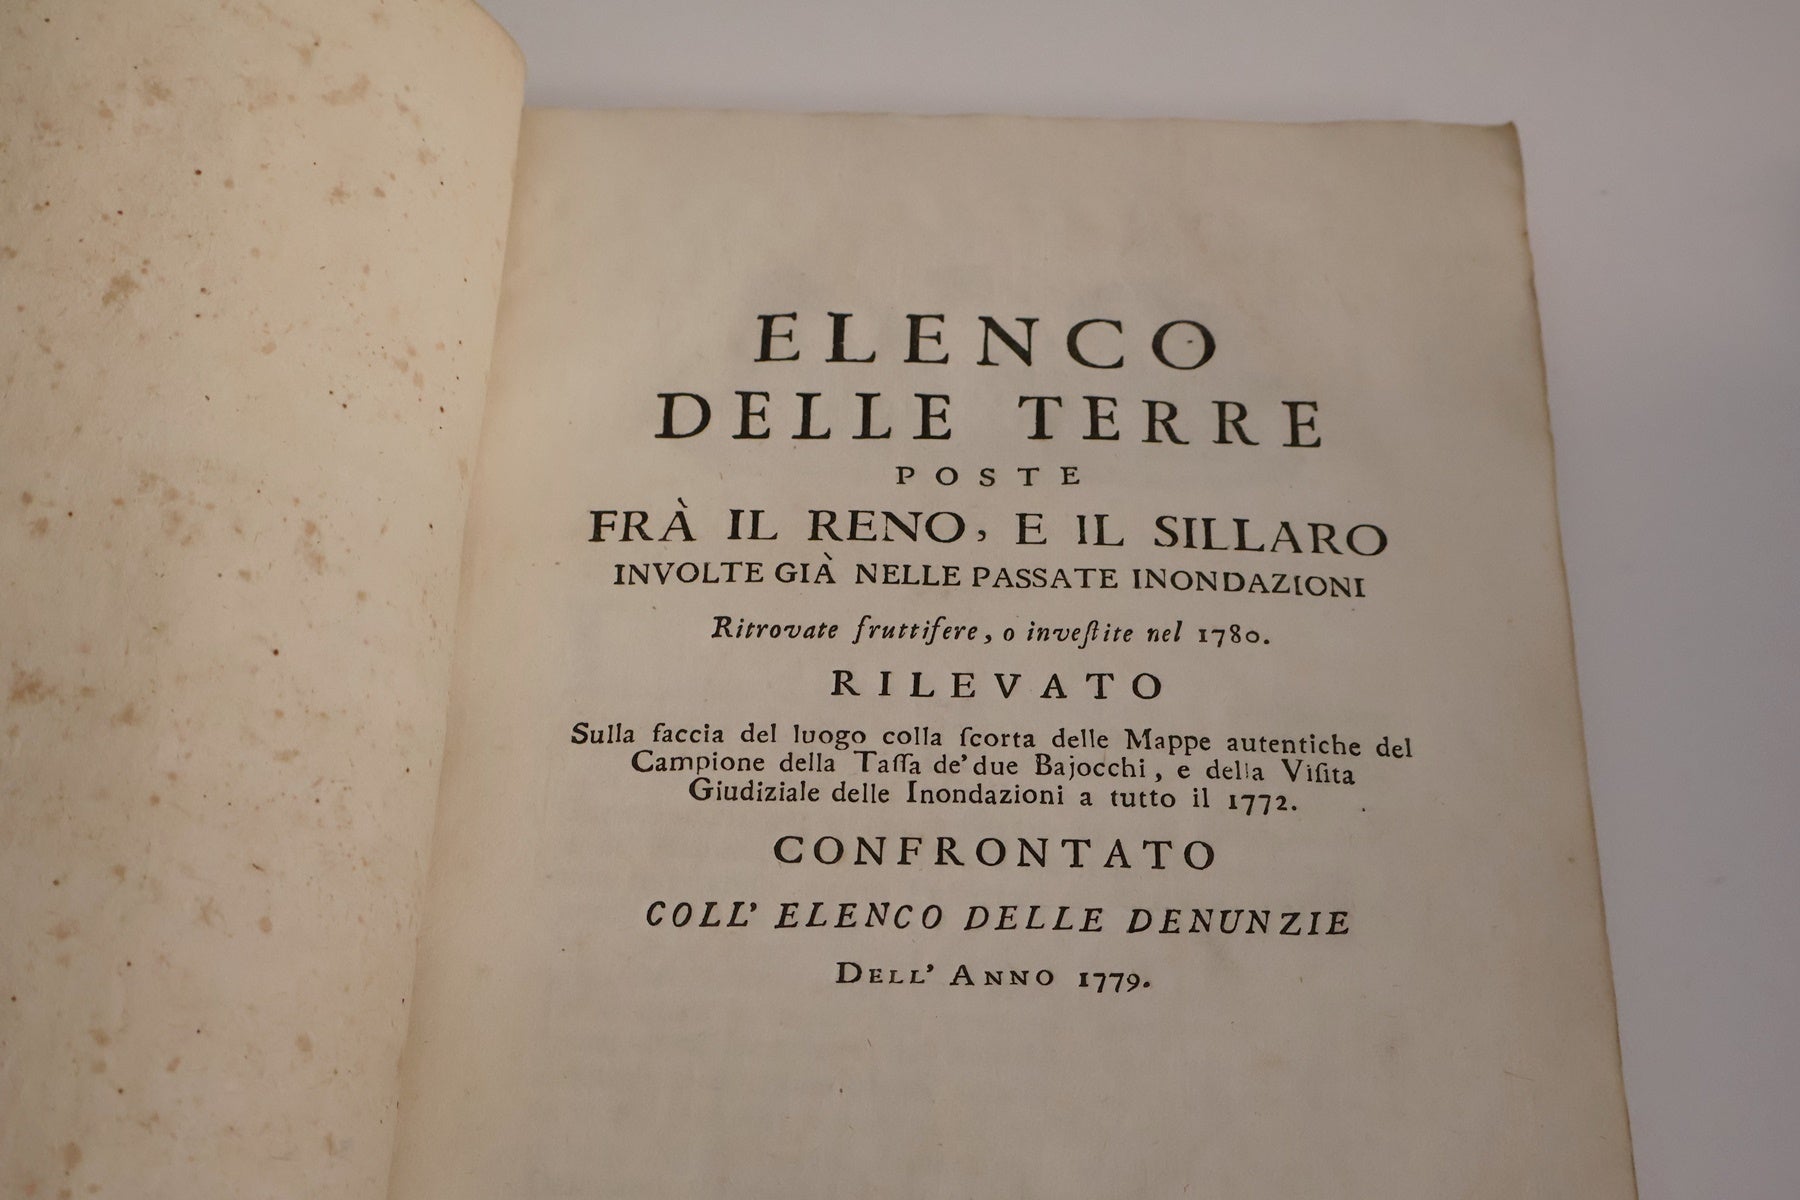 ELENCO
DELLE TERRE
POSTE
FRÀ IL RENO, E IL SILLARO
INVOLTE GIÀ NELLE PASSATE INONDAZIONI
Ritrovate fruttifere, o inveſtite nel 1780.
RILEVATO
Sulla faccia del luogo colla ſcorta delle Mappe autentiche del
Campione della Taſſa de' due Bajocchi, e della Viſita
Giudiziale delle Inondazioni a tutto il 1772.
CONFRONTATO
COLL' ELENCO DELLE DENUNZIE
DELL' ANNO 1779.